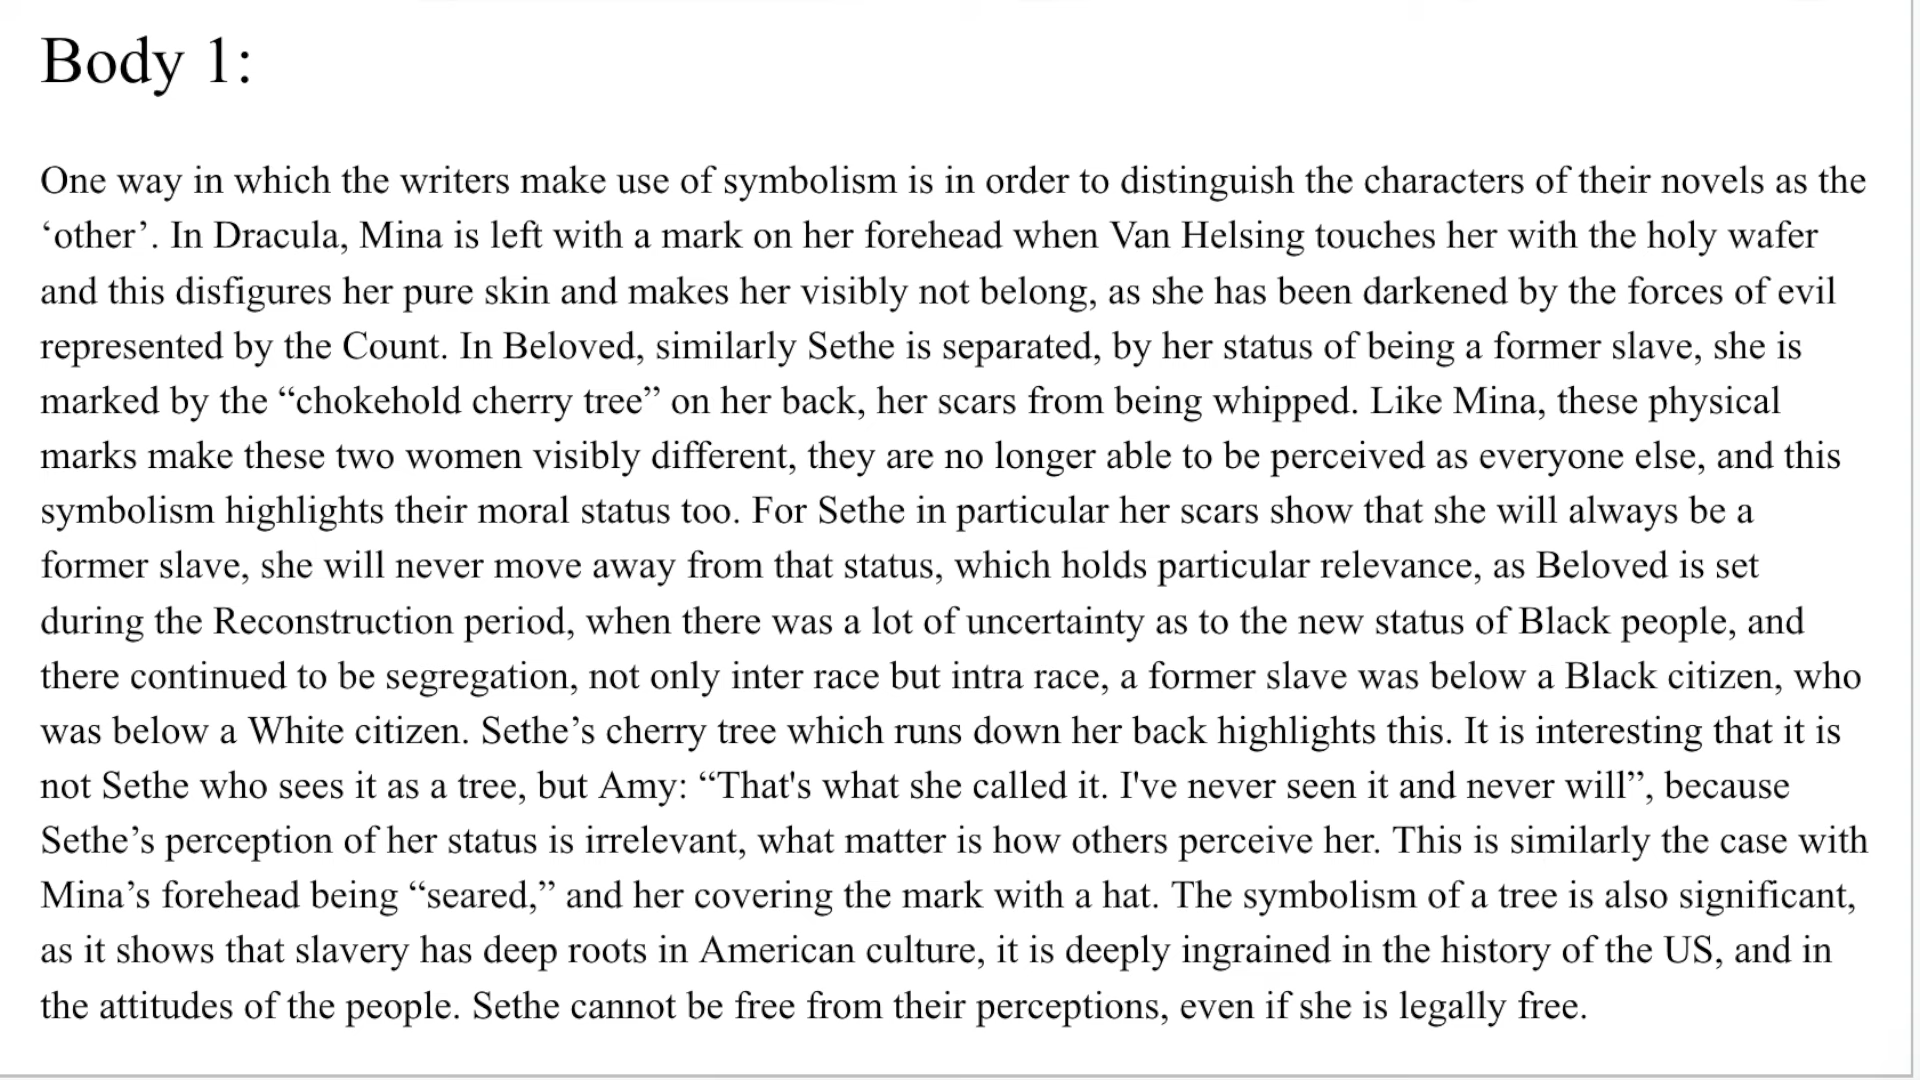 Body 1:
One way in which the writers make use of symbolism is in order to distinguish the characters of their novels as the
‘other’. In Dracula, Mina is left with a mark on her forehead when Van Helsing touches her with the holy wafer
and this disfigures her pure skin and makes her visibly not belong, as she has been darkened by the forces of evil
represented by the Count. In Beloved, similarly Sethe is separated, by her status of being a former slave, she is
marked by the “chokehold cherry tree” on her back, her scars from being whipped. Like Mina, these physical
marks make these two women visibly different, they are no longer able to be perceived as everyone else, and this
symbolism highlights their moral status too. For Sethe in particular her scars show that she will always be a
former slave, she will never move away from that status, which holds particular relevance, as Beloved is set
during the Reconstruction period, when there was a lot of uncertainty as to the new status of Black people, and
there continued to be segregation, not only inter race but intra race, a former slave was below a Black citizen, who
was below a White citizen. Sethe’s cherry tree which runs down her back highlights this. It is interesting that it is
not Sethe who sees it as a tree, but Amy: “That's what she called it. I've never seen it and never will”, because
Sethe’s perception of her status is irrelevant, what matter is how others perceive her. This is similarly the case with
Mina’s forehead being “seared,” and her covering the mark with a hat. The symbolism of a tree is also significant,
as it shows that slavery has deep roots in American culture, it is deeply ingrained in the history of the US, and in
the attitudes of the people. Sethe cannot be free from their perceptions, even if she is legally free.